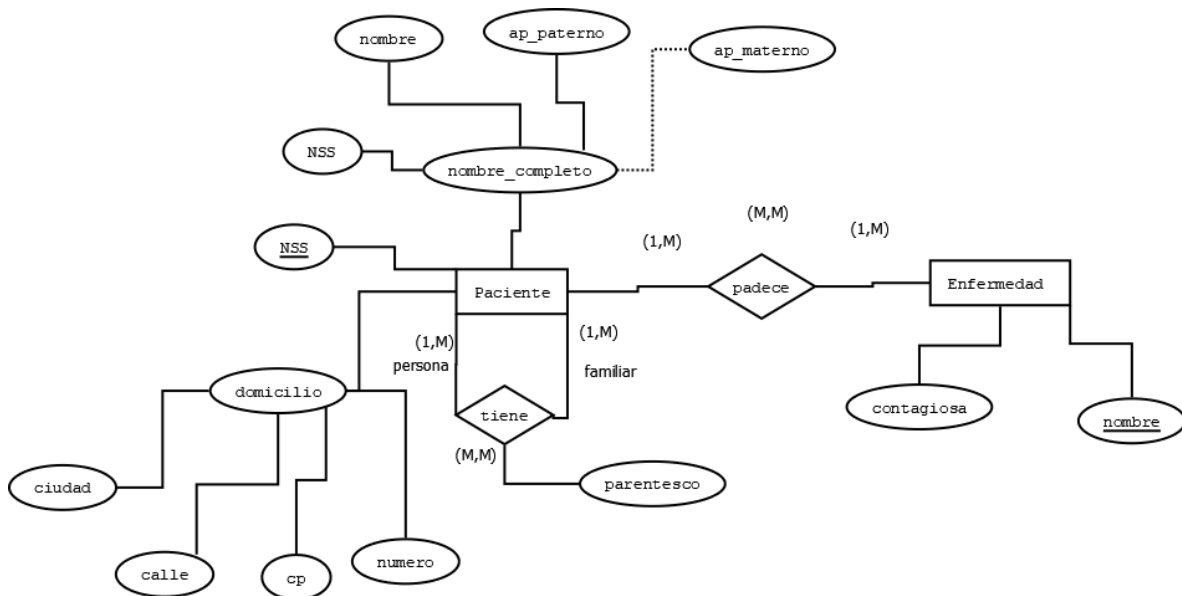 nombre
ap_paterno
ap_materno
NSS
nombre_completo
NSS
(1,M)
(M,M)
(1,M)
Paciente
padece
Enfermedad
(1,M)
persona
(1,M)
familiar
domicilio
tiene
contagiosa
nombre
(M,M)
ciudad
parentesco
calle
cp
numero